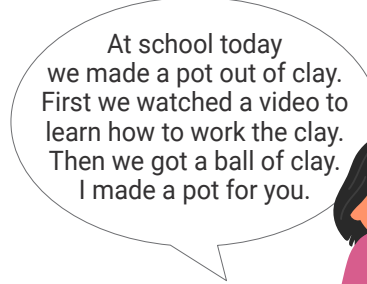 At school today
we made a pot out of clay.
First we watched a video to
learn how to work the clay.
Then we got a ball of clay.
I made a pot for you.